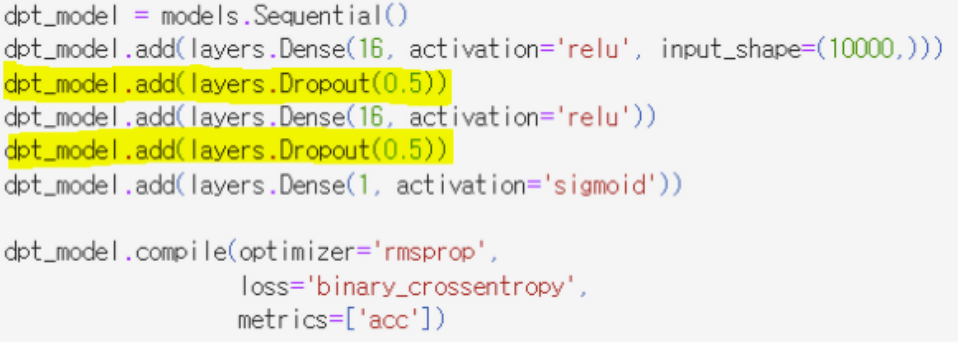 dpt_model = models.Sequential()
dpt_model.add(layers.Dense(16, activation='relu', input_shape=(10000,)))
dpt_model.add(layers.Dropout(0.5))
dpt_model.add(layers.Dense(16, activation='relu'))
dpt_model.add(layers.Dropout(0.5))
dpt_model.add(layers.Dense(1, activation='sigmoid'))

dpt_model.compile(optimizer='rmsprop',
                  loss='binary_crossentropy',
                  metrics=['acc'])